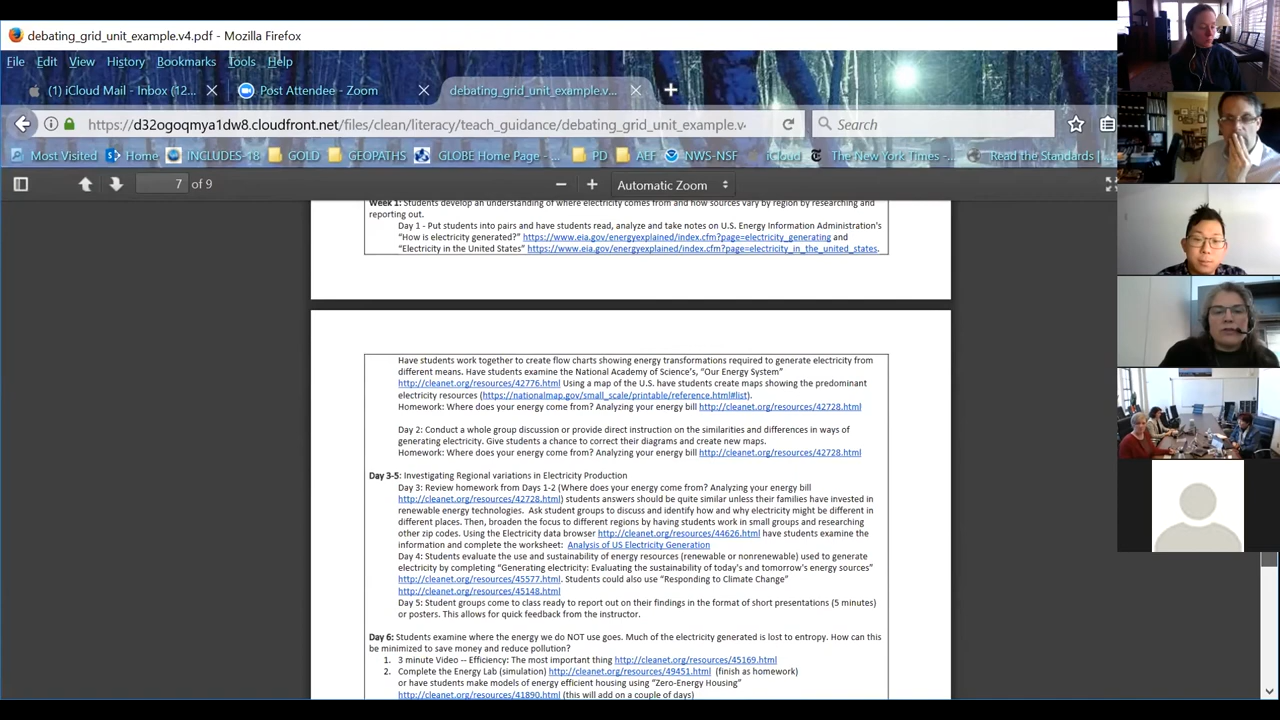 debating_grid_unit_example.v4.pdf - Mozilla Firefox
File Edit View History Bookmarks Tools Help
(1) iCloud Mail - Inbox (12... Post Attendee - Zoom debating_grid_unit_example.v...
https://d32ogoqmya1dw8.cloudfront.net/files/clean/literacy/teach_guidance/debating_grid_unit_example.v Search
Most Visited Home INCLUDES-18 GOLD GEOPATHS GLOBE Home Page - ... PD AEF NWS-NSF iCloud The New York Times -... Read the Standards |
7 of 9 Automatic Zoom
Week 1: Students develop an understanding of where electricity comes from and how sources vary by region by researching and
reporting out.
Day 1 - Put students into pairs and have students read, analyze and take notes on U.S. Energy Information Administration's
"How is electricity generated?" https://www.eia.gov/energyexplained/index.cfm?page=electricity_generating and
"Electricity in the United States" https://www.eia.gov/energyexplained/index.cfm?page=electricity_in_the_united_states.
Have students work together to create flow charts showing energy transformations required to generate electricity from
different means. Have students examine the National Academy of Science's, "Our Energy System"
http://cleanet.org/resources/42776.html Using a map of the U.S. have students create maps showing the predominant
electricity resources (https://nationalmap.gov/small_scale/printable/reference.html#list).
Homework: Where does your energy come from? Analyzing your energy bill http://cleanet.org/resources/42728.html
Day 2: Conduct a whole group discussion or provide direct instruction on the similarities and differences in ways of
generating electricity. Give students a chance to correct their diagrams and create new maps.
Homework: Where does your energy come from? Analyzing your energy bill http://cleanet.org/resources/42728.html
Day 3-5: Investigating Regional variations in Electricity Production
Day 3: Review homework from Days 1-2 (Where does your energy come from? Analyzing your energy bill
http://cleanet.org/resources/42728.html) students answers should be quite similar unless their families have invested in
renewable energy technologies. Ask student groups to discuss and identify how and why electricity might be different in
different places. Then, broaden the focus to different regions by having students work in small groups and researching
other zip codes. Using the Electricity data browser http://cleanet.org/resources/44626.html have students examine the
information and complete the worksheet: Analysis of US Electricity Generation
Day 4: Students evaluate the use and sustainability of energy resources (renewable or nonrenewable) used to generate
electricity by completing "Generating electricity: Evaluating the sustainability of today's and tomorrow's energy sources"
http://cleanet.org/resources/45577.html. Students could also use "Responding to Climate Change"
http://cleanet.org/resources/45148.html
Day 5: Student groups come to class ready to report out on their findings in the format of short presentations (5 minutes)
or posters. This allows for quick feedback from the instructor.
Day 6: Students examine where the energy we do NOT use goes. Much of the electricity generated is lost to entropy. How can this
be minimized to save money and reduce pollution?
1. 3 minute Video -- Efficiency: The most important thing http://cleanet.org/resources/45169.html
2. Complete the Energy Lab (simulation) http://cleanet.org/resources/49451.html (finish as homework)
or have students make models of energy efficient housing using "Zero-Energy Housing"
http://cleanet.org/resources/41890.html (this will add on a couple of days)